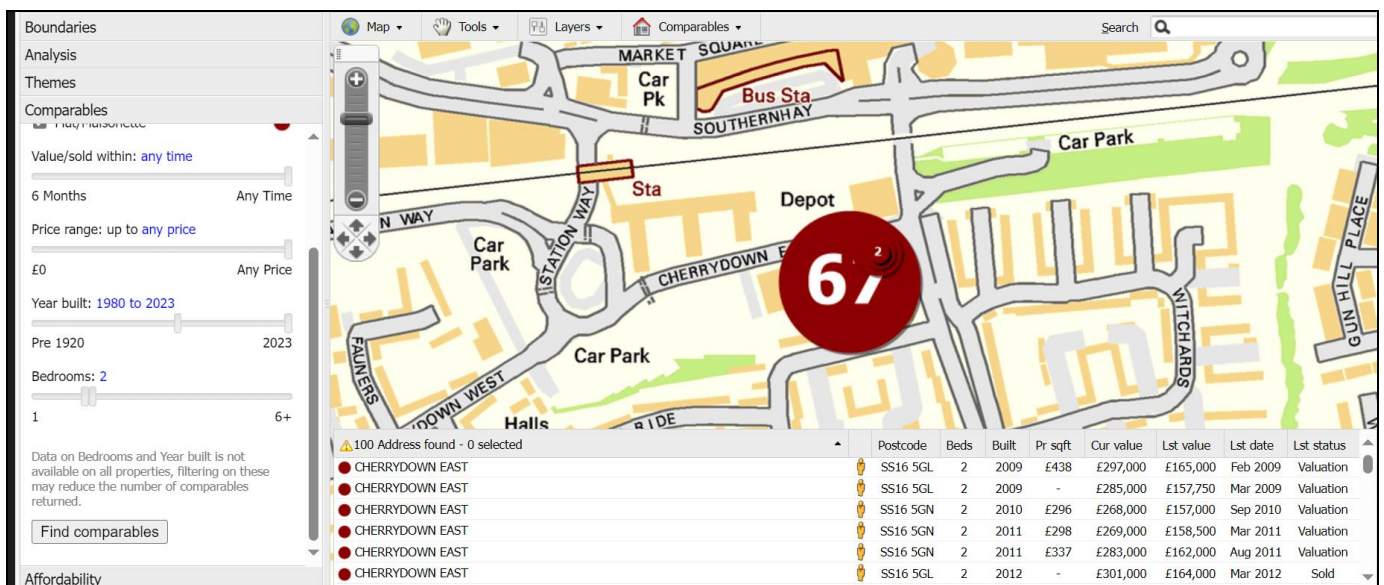 Boundaries
Analysis
Themes
Comparables
Flat/Maisonette
Value/sold within: any time
6 Months Any Time
Price range: up to any price
£0 Any Price
Year built: 1980 to 2023
Pre 1920 2023
Bedrooms: 2
1 6+
Data on Bedrooms and Year built is not
available on all properties, filtering on these
may reduce the number of comparables
returned.
Find comparables
Affordability
Map Tools Layers Comparables Search
MARKET SQUARE
Car
Pk
Bus Sta
SOUTHERNHAY
Car Park
Sta
Depot
N WAY
STATION WAY
Car
Park
CHERRYDOWN E
67
2
PLACE
GUN HILL
WITCHARDS
FAUNERS
Car Park
DOWN WEST
Halls
RIDE
100 Address found - 0 selected Postcode Beds Built Pr sqft Cur value Lst value Lst date Lst status
CHERRYDOWN EAST SS16 5GL 2 2009 £438 £297,000 £165,000 Feb 2009 Valuation
CHERRYDOWN EAST SS16 5GL 2 2009 - £285,000 £157,750 Mar 2009 Valuation
CHERRYDOWN EAST SS16 5GN 2 2010 £296 £268,000 £157,000 Sep 2010 Valuation
CHERRYDOWN EAST SS16 5GN 2 2011 £298 £269,000 £158,500 Mar 2011 Valuation
CHERRYDOWN EAST SS16 5GN 2 2011 £337 £283,000 £162,000 Aug 2011 Valuation
CHERRYDOWN EAST SS16 5GL 2 2012 - £301,000 £164,000 Mar 2012 Sold